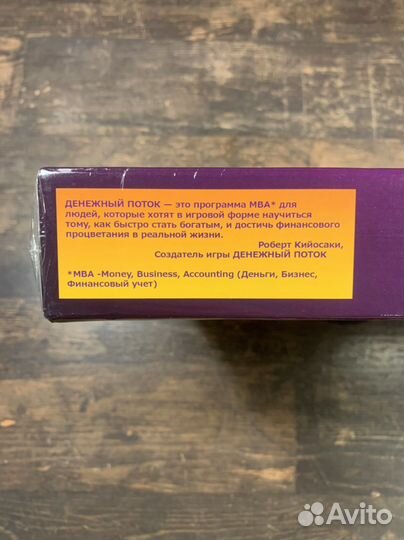 ДЕНЕЖНЫЙ ПОТОК — это программа MBA* для
людей, которые хотят в игровой форме научиться
тому, как быстро стать богатым, и достичь финансового
процветания в реальной жизни.
Роберт Кийосаки,
Создатель игры ДЕНЕЖНЫЙ ПОТОК
*MBA -Money, Business, Accounting (Деньги, Бизнес,
Финансовый учет)
Avito